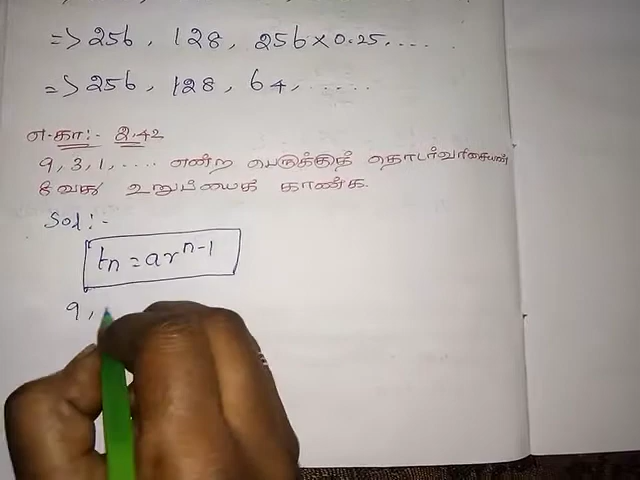 => 256, 128, 256×0.25,....
=> 256, 128, 64,......
எ.கா:- 2.42
9, 3, 1, .... என்ற பெருக்குத் தொடர்வரிசையின்
8 வது உறுப்பைக் காண்க.
Sol:-
tn = ar^n-1
9,